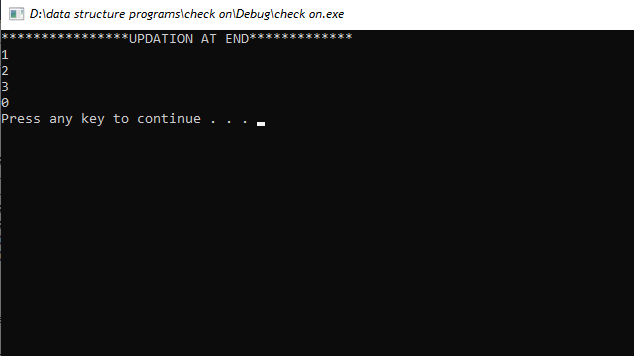 D:\data structure programs\check on\Debug\check on.exe
****************UPDATION AT END*************
1
2
3
0
Press any key to continue . . .